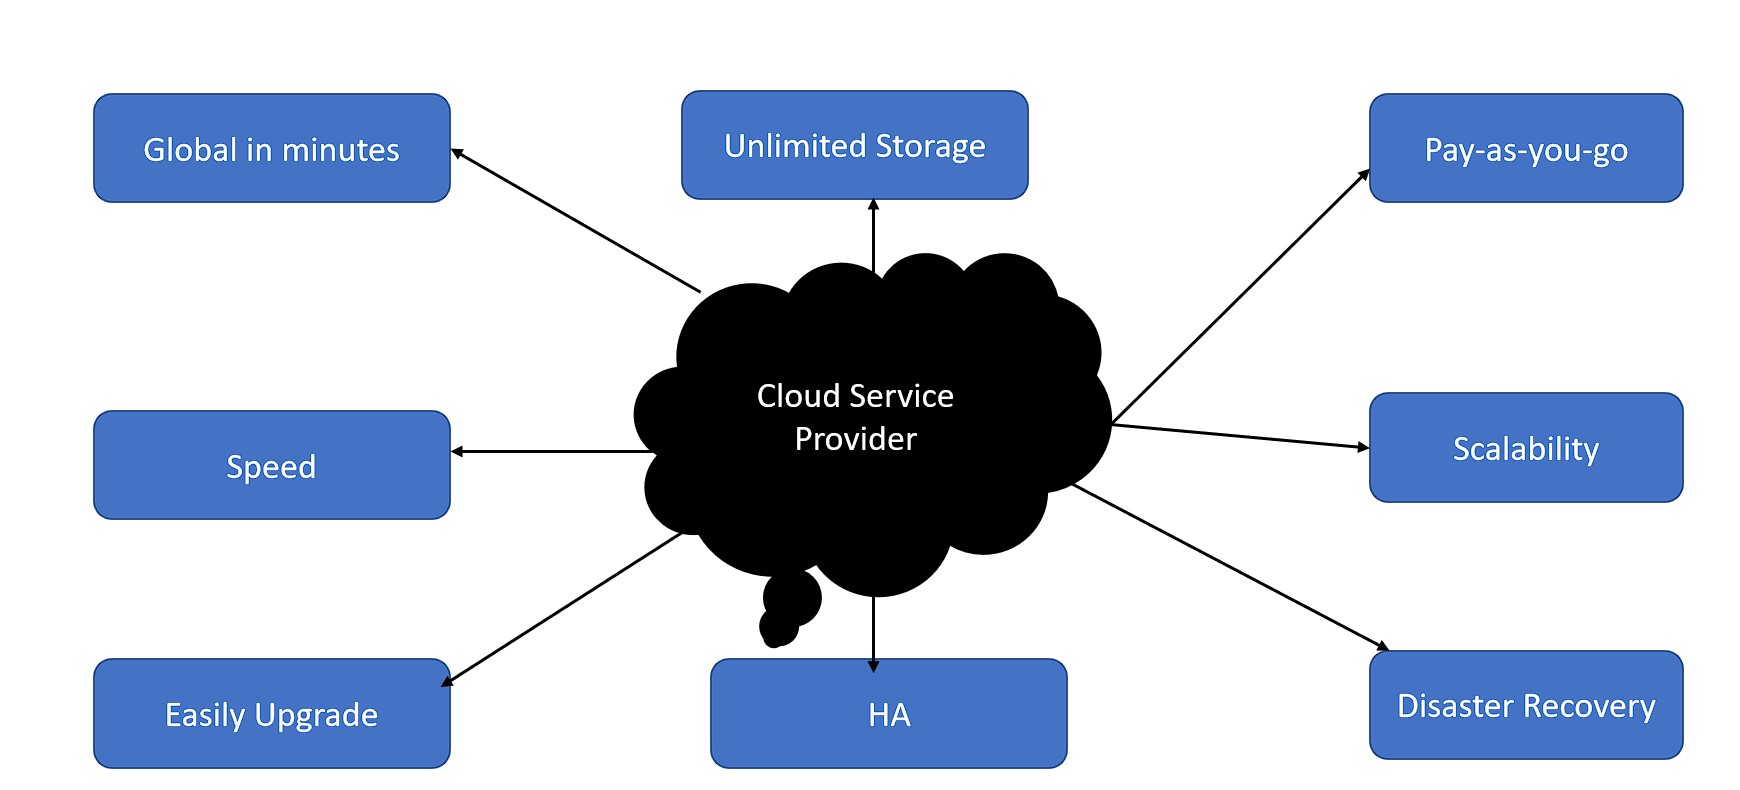 Global in minutes
Unlimited Storage
Pay-as-you-go
Cloud Service
Provider
Speed
Scalability
Easily Upgrade
HA
Disaster Recovery